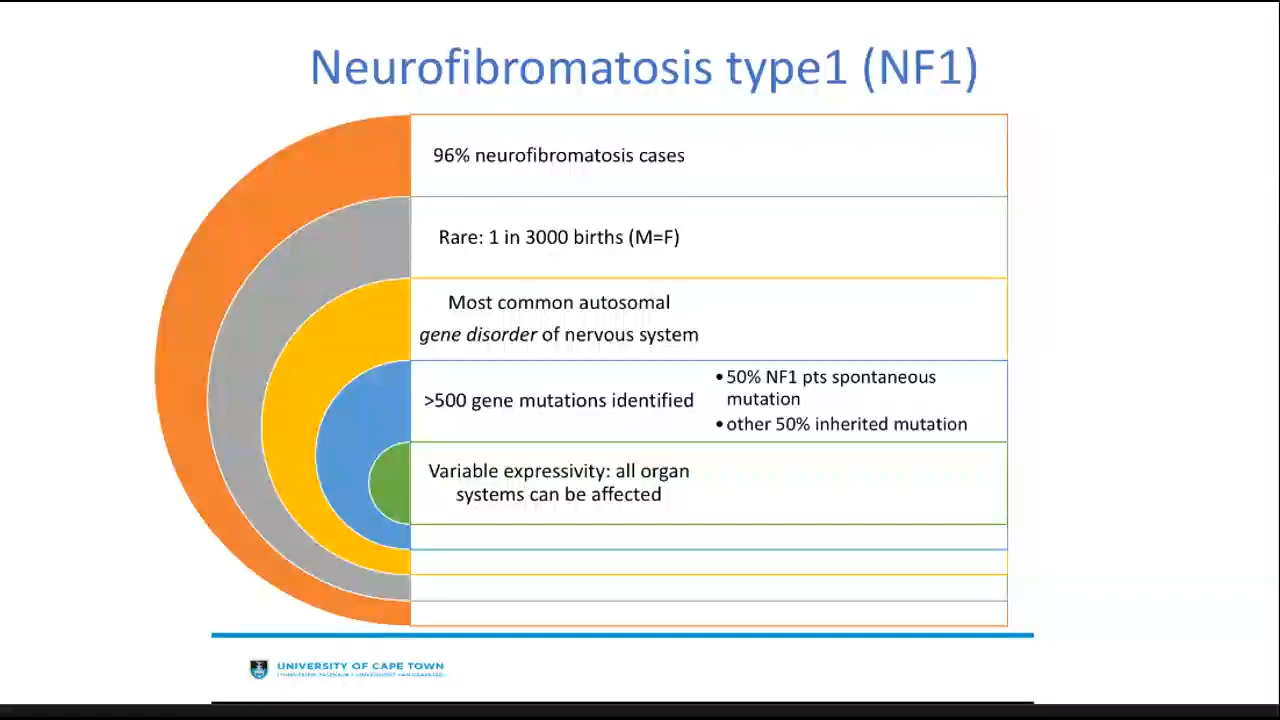 Neurofibromatosis type1 (NF1)
96% neurofibromatosis cases
Rare: 1 in 3000 births (M=F)
Most common autosomal
gene disorder of nervous system
>500 gene mutations identified
•50% NF1 pts spontaneous
mutation
•other 50% inherited mutation
Variable expressivity: all organ
systems can be affected
UNIVERSITY OF CAPE TOWN